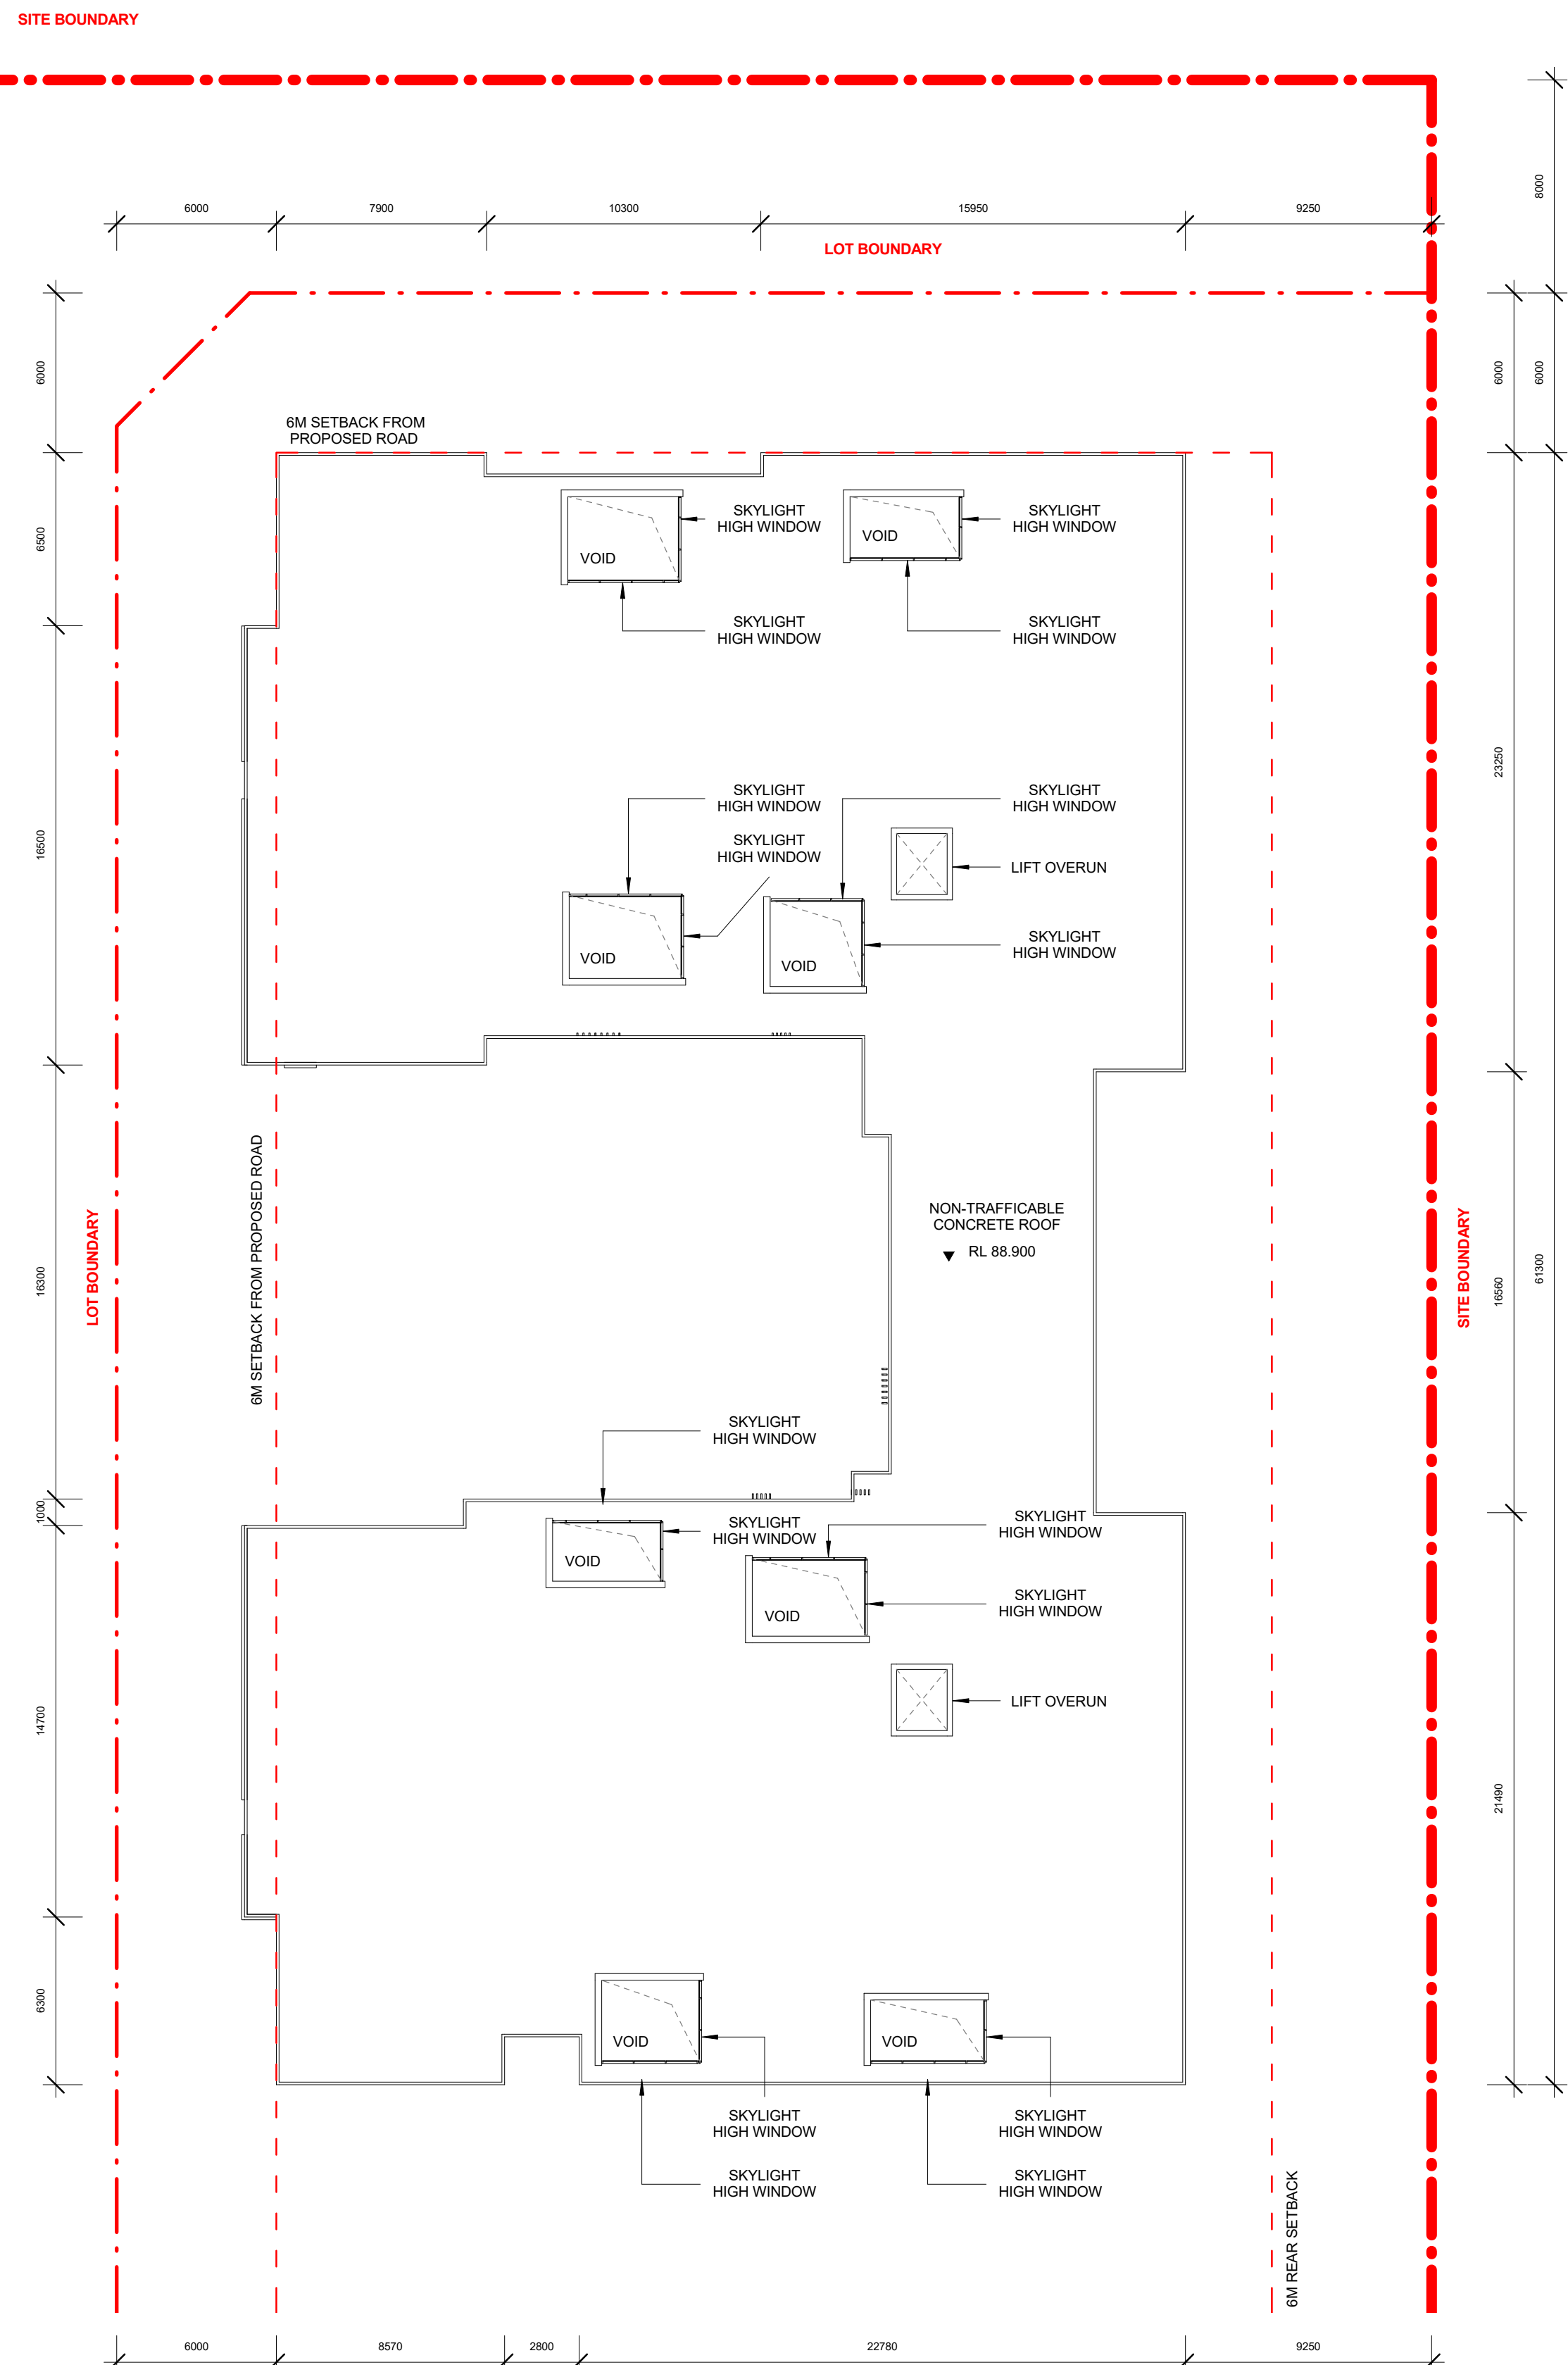 SITE BOUNDARY
8000
6000
7900
10300
15950
9250
LOT BOUNDARY
6000
6000
6000
6M SETBACK FROM
PROPOSED ROAD
6500
SKYLIGHT
HIGH WINDOW
SKYLIGHT
HIGH WINDOW
VOID
VOID
SKYLIGHT
HIGH WINDOW
SKYLIGHT
HIGH WINDOW
23250
16500
SKYLIGHT
HIGH WINDOW
SKYLIGHT
HIGH WINDOW
SKYLIGHT
HIGH WINDOW
LIFT OVERUN
SKYLIGHT
HIGH WINDOW
VOID
VOID
NON-TRAFFICABLE
CONCRETE ROOF
RL 88.900
16300
LOT BOUNDARY
6M SETBACK FROM PROPOSED ROAD
SITE BOUNDARY
16560
61300
SKYLIGHT
HIGH WINDOW
1000
SKYLIGHT
HIGH WINDOW
SKYLIGHT
HIGH WINDOW
VOID
SKYLIGHT
HIGH WINDOW
VOID
LIFT OVERUN
14700
21490
6300
VOID
VOID
SKYLIGHT
HIGH WINDOW
SKYLIGHT
HIGH WINDOW
SKYLIGHT
HIGH WINDOW
SKYLIGHT
HIGH WINDOW
6M REAR SETBACK
6000
8570
2800
22780
9250